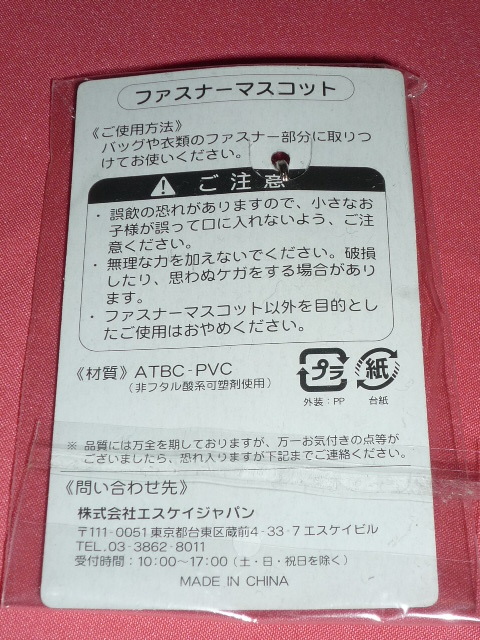 ファスナーマスコット
《ご使用方法》
バッグや衣類のファスナー部分に取りつ
けてお使いください。
ご注意
・誤飲の恐れがありますので、小さなお
子様が誤って口に入れないよう、ご注
意ください。
・無理な力を加えないでください。破損
したり、思わぬケガをする場合があり
ます。
・ファスナーマスコット以外を目的とし
たご使用はおやめください。
《材質》ATBC-PVC
（非フタル酸系可塑剤使用）
プラ
紙
外装：PP
台紙
※ 品質には万全を期しておりますが、万一お気付きの点等が
ございましたら、恐れ入りますが下記までご連絡ください。
《問い合わせ先》
株式会社エスケイジャパン
〒111-0051 東京都台東区蔵前4-33-7 エスケイビル
TEL.03-3862-8011
受付時間：10:00～17:00（土・日・祝日を除く）
MADE IN CHINA